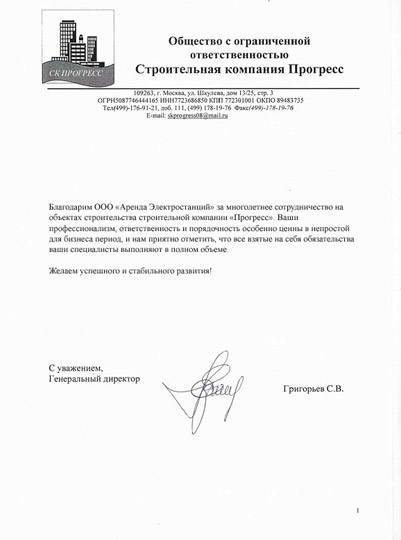 СК ПРОГРЕСС
Общество с ограниченной
ответственностью
Строительная компания Прогресс
109263, г. Москва, ул. Шкулева, дом 13/25, стр. 3
ОГРН5087746444165 ИНН7723686850 КПП 772301001 ОКПО 89483735
Тел(499)-176-91-21, доб. 111, (499) 178-19-76 Факс(499)-178-19-76
E-mail: skprogress08@mail.ru
Благодарим ООО «Аренда Электростанций» за многолетнее сотрудничество на
объектах строительства строительной компании «Прогресс». Ваши
профессионализм, ответственность и порядочность особенно ценны в непростой
для бизнеса период, и нам приятно отметить, что все взятые на себя обязательства
ваши специалисты выполняют в полном объеме.
Желаем успешного и стабильного развития!
С уважением,
Генеральный директор
Григорьев С.В.
1